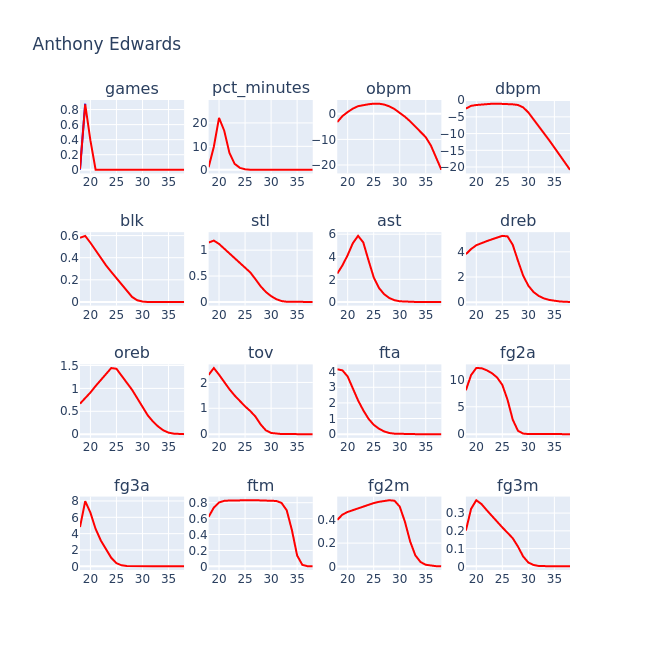 Anthony Edwards
games pct_minutes obpm dbpm
0.8 0.6 0.4 0.2 0 20 10 0 0 −10 −20 0 −5 −10 −15 −20
20 25 30 35 20 25 30 35 20 25 30 35 20 25 30 35
blk stl ast dreb
0.6 0.4 0.2 0 1 0.5 0 6 4 2 0 4 2 0
20 25 30 35 20 25 30 35 20 25 30 35 20 25 30 35
oreb tov fta fg2a
1.5 1 0.5 0 2 1 0 4 3 2 1 0 10 5 0
20 25 30 35 20 25 30 35 20 25 30 35 20 25 30 35
fg3a ftm fg2m fg3m
8 6 4 2 0 0.8 0.6 0.4 0.2 0 0.4 0.2 0 0.3 0.2 0.1 0
20 25 30 35 20 25 30 35 20 25 30 35 20 25 30 35